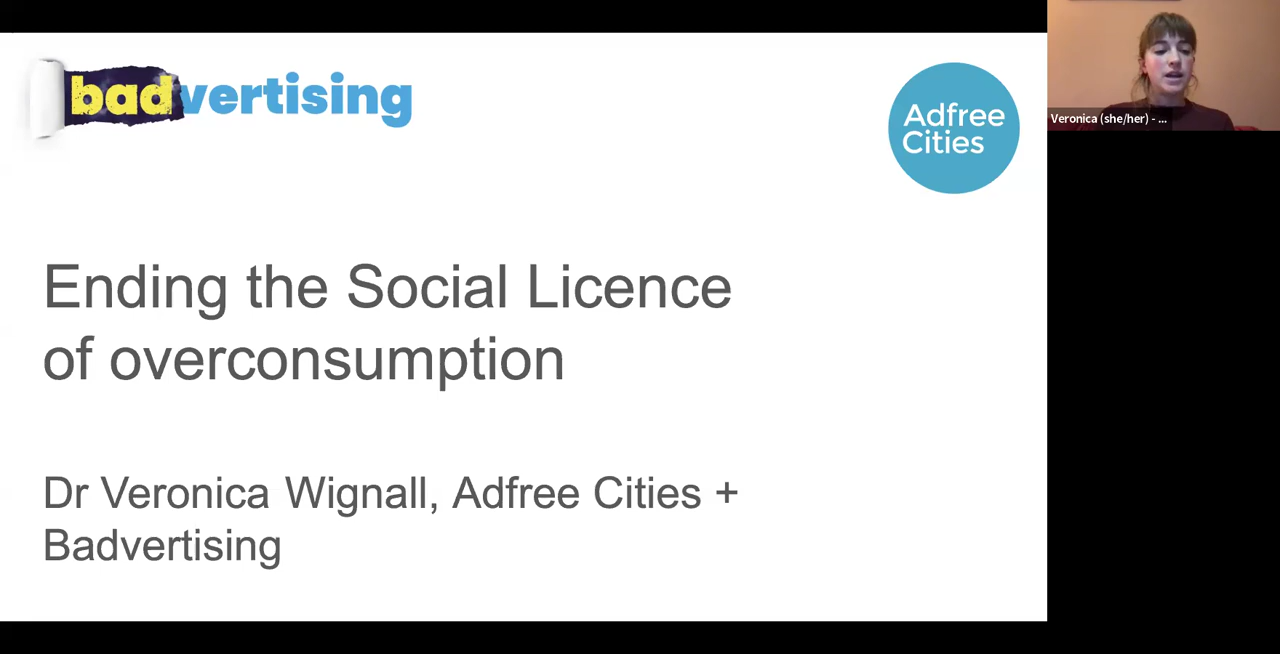 badvertising
Adfree
Cities
Veronica (she/her) - ...
Ending the Social Licence
of overconsumption
Dr Veronica Wignall, Adfree Cities +
Badvertising